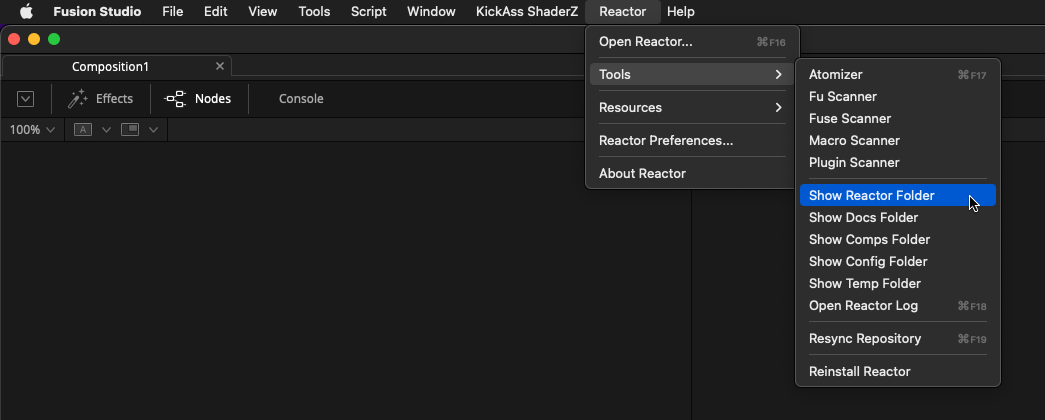 Fusion Studio File Edit View Tools Script Window KickAss ShaderZ Reactor Help
Open Reactor... ⌘F16
Composition1
Tools
Atomizer ⌘F17
Effects Nodes Console
Fu Scanner
Resources
Fuse Scanner
100% A
Reactor Preferences...
Macro Scanner
Plugin Scanner
About Reactor
Show Reactor Folder
Show Docs Folder
Show Comps Folder
Show Config Folder
Show Temp Folder
Open Reactor Log ⌘F18
Resync Repository ⌘F19
Reinstall Reactor